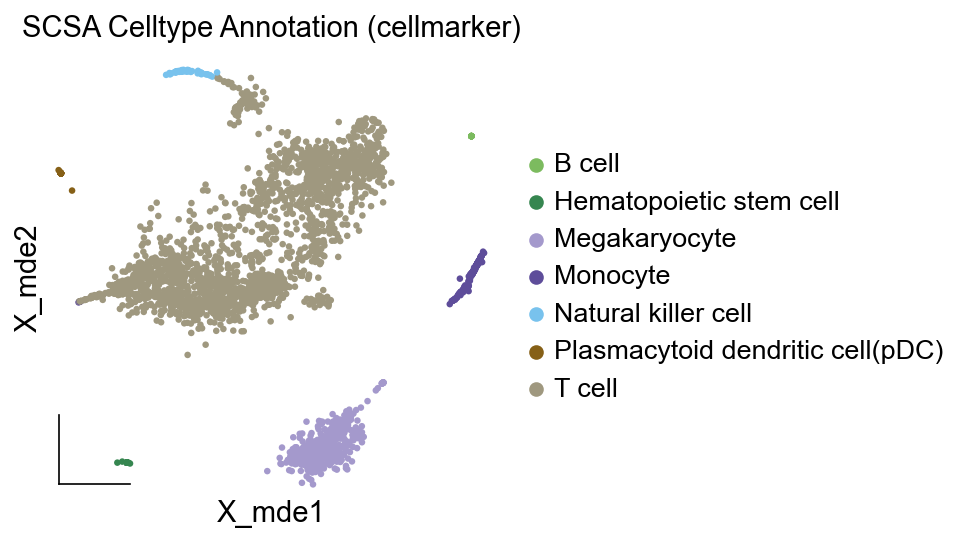 SCSA Celltype Annotation (cellmarker)
B cell
Hematopoietic stem cell
Megakaryocyte
Monocyte
Natural killer cell
Plasmacytoid dendritic cell(pDC)
T cell
X_mde2
X_mde1